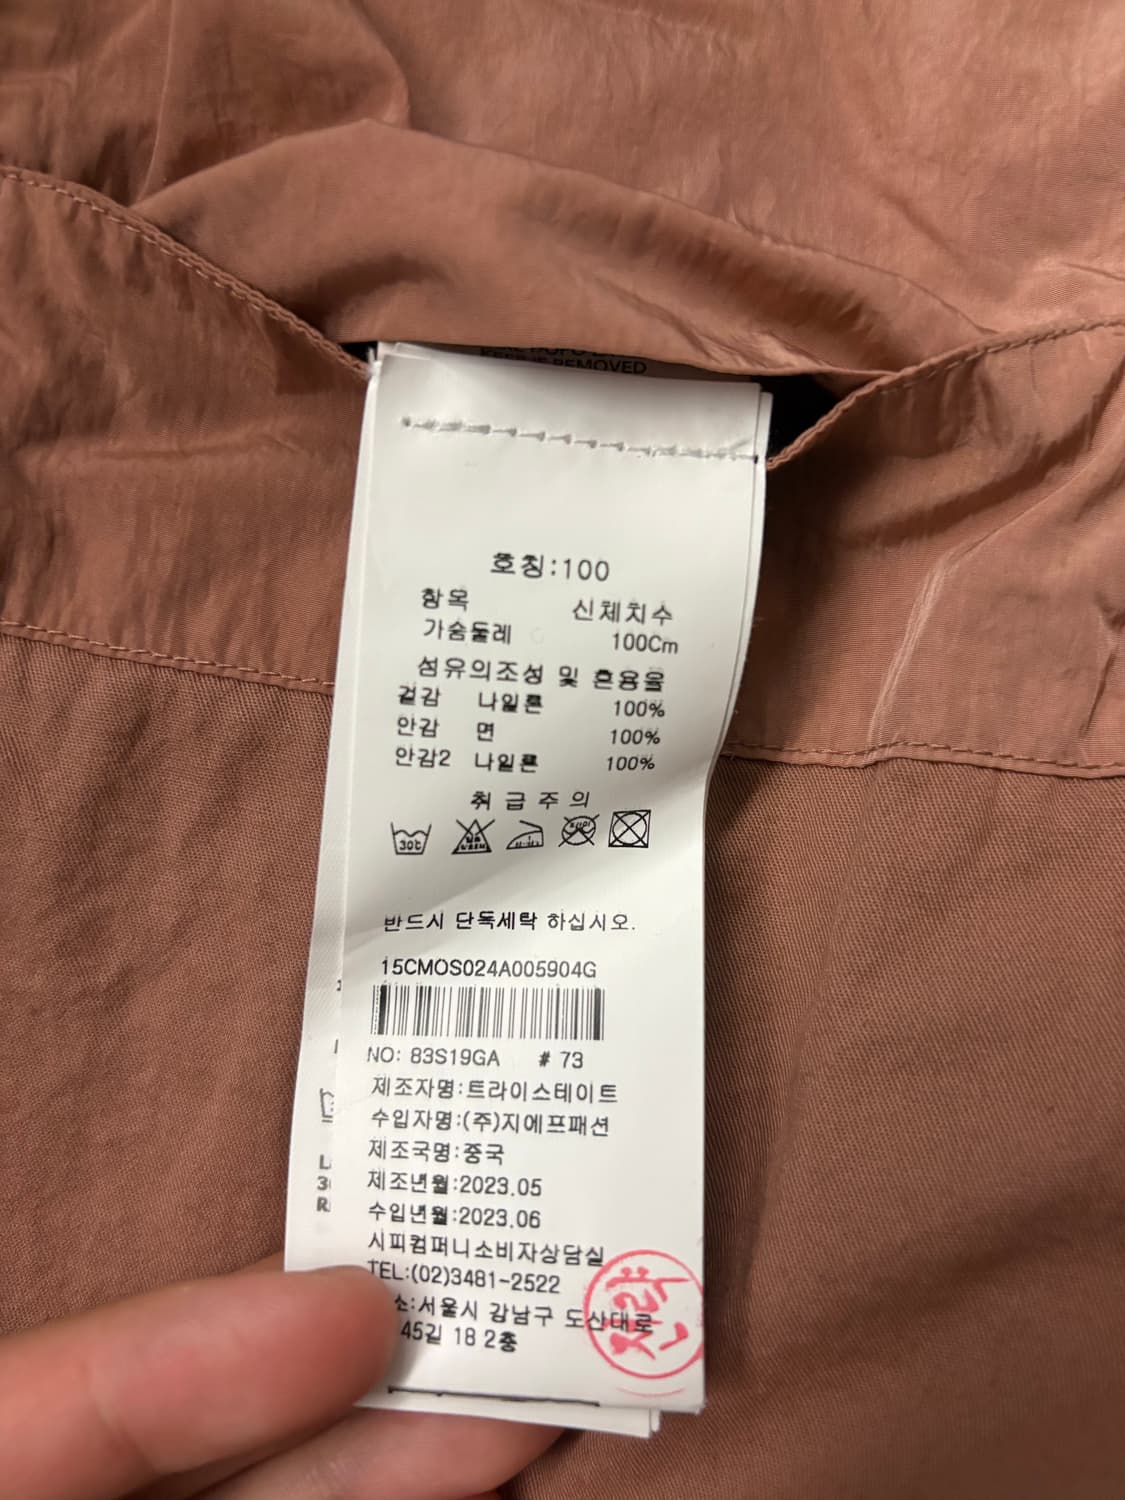 REMOVED
호칭:100
항목 신체치수
가슴둘레 100Cm
섬유의조성 및 혼용율
겉감 나일론 100%
안감 면 100%
안감2 나일론 100%
취급주의
30℃
반드시 단독세탁 하십시오.
15CMOS024A005904G
NO: 83S19GA # 73
제조자명:트라이스테이트
수입자명:(주)지에프패션
제조국명:중국
제조년월:2023.05
수입년월:2023.06
시피컴퍼니소비자상담실
TEL:(02)3481-2522
소:서울시 강남구 도산대로
45길 18 2층